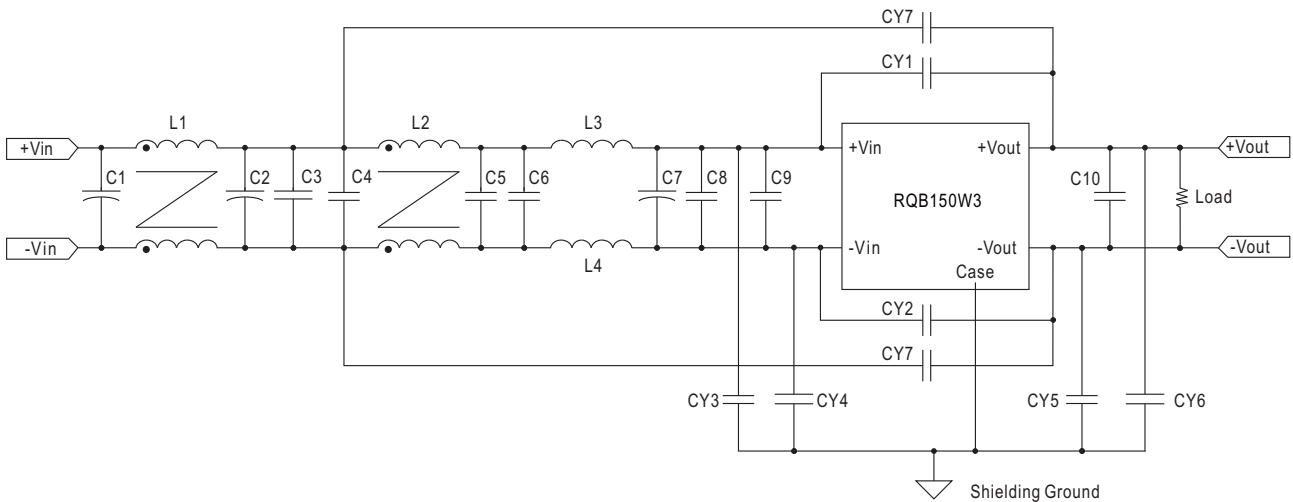 CY7
CY1
L1
L2
L3
+Vin
+Vin
+Vout
+Vout
C1
C2
C3
C4
C5
C6
C7
C8
C9
RQB150W3
C10
Load
-Vin
-Vin
-Vout
-Vout
L4
Case
CY2
CY7
CY3
CY4
CY5
CY6
Shielding Ground